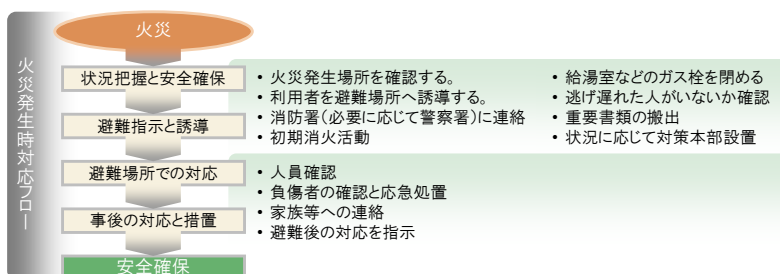 火災発生時対応フロー
火災
状況把握と安全確保
避難指示と誘導
• 火災発生場所を確認する。
• 利用者を避難場所へ誘導する。
• 消防署(必要に応じて警察署)に連絡
• 初期消火活動
• 給湯室などのガス栓を閉める
• 逃げ遅れた人がいないか確認
• 重要書類の搬出
• 状況に応じて対策本部設置
避難場所での対応
事後の対応と措置
• 人員確認
• 負傷者の確認と応急処置
• 家族等への連絡
• 避難後の対応を指示
安全確保